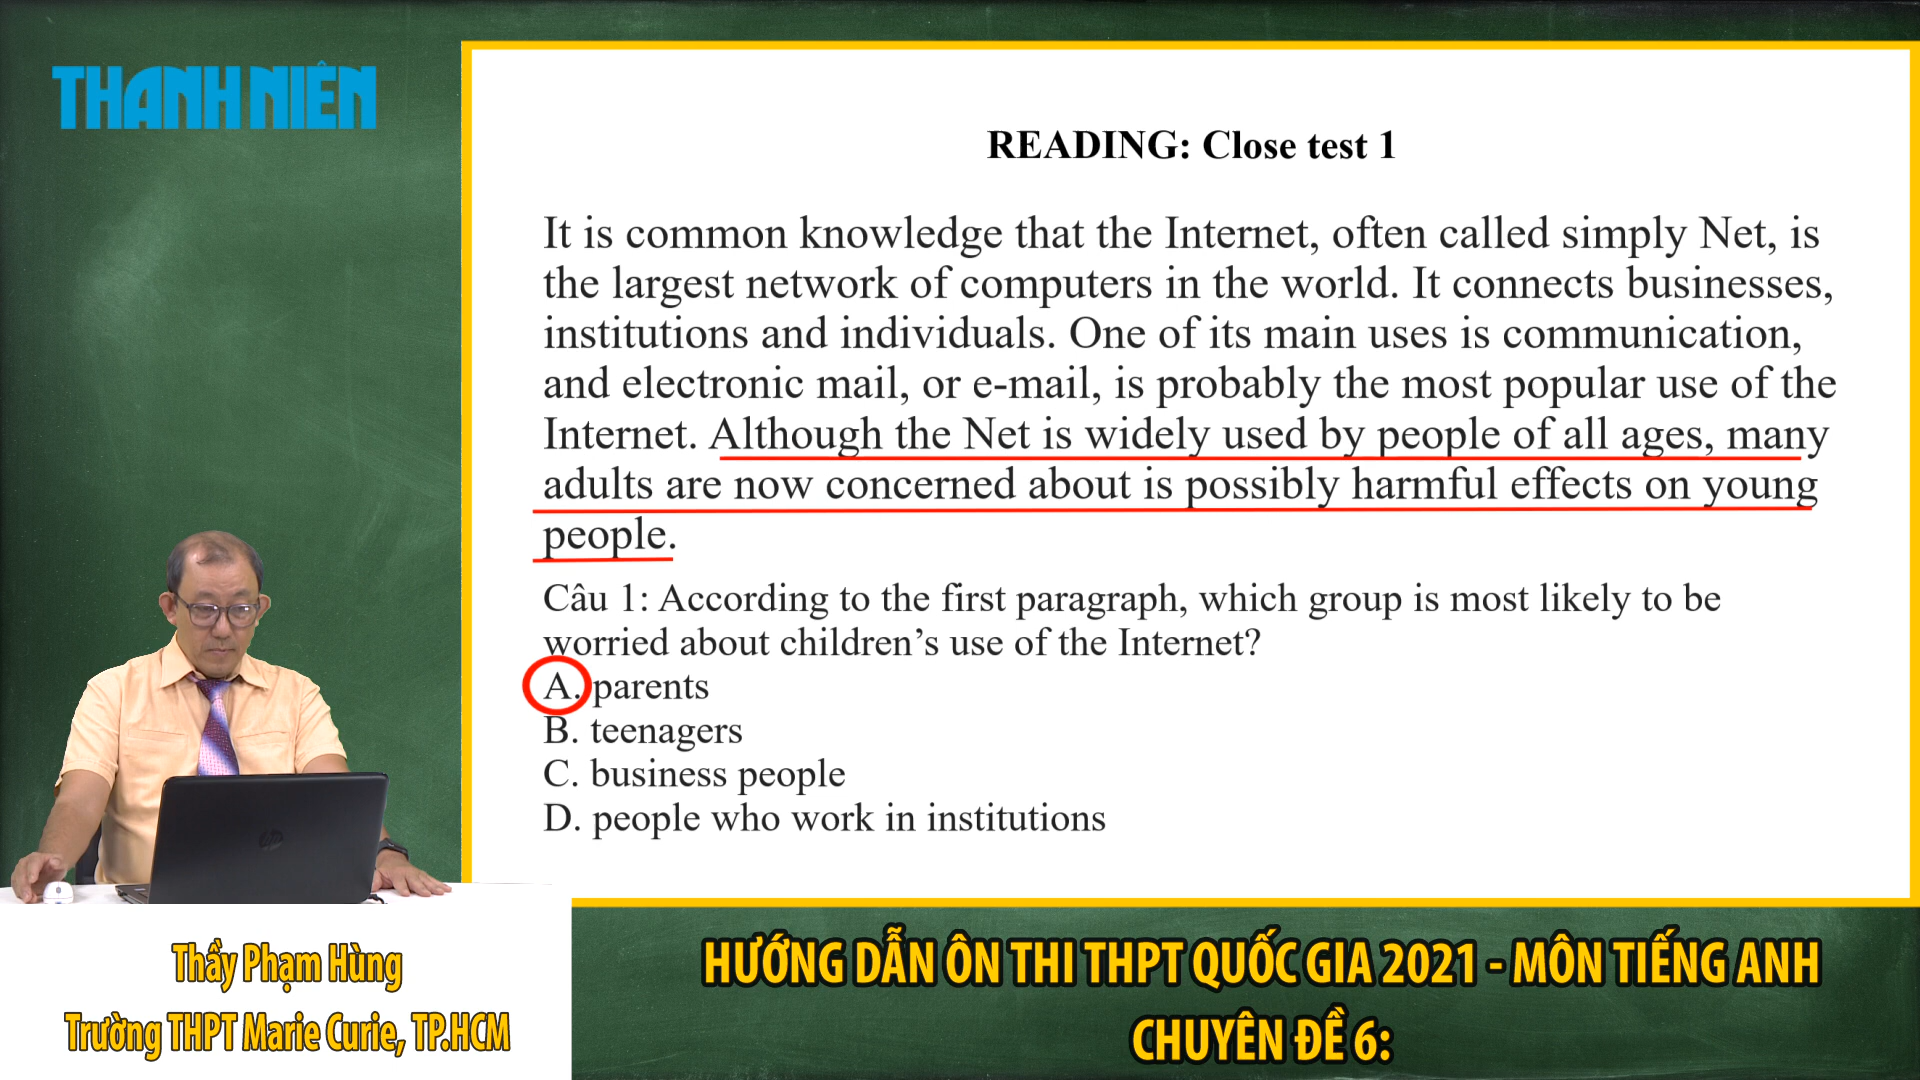 THANH NIÊN
READING: Close test 1
It is common knowledge that the Internet, often called simply Net, is
the largest network of computers in the world. It connects businesses,
institutions and individuals. One of its main uses is communication,
and electronic mail, or e-mail, is probably the most popular use of the
Internet. Although the Net is widely used by people of all ages, many
adults are now concerned about is possibly harmful effects on young
people.
Câu 1: According to the first paragraph, which group is most likely to be
worried about children’s use of the Internet?
A. parents
B. teenagers
C. business people
D. people who work in institutions
hp
Thầy Phạm Hùng
Trường THPT Marie Curie, TP.HCM
HƯỚNG DẪN ÔN THI THPT QUỐC GIA 2021 - MÔN TIẾNG ANH
CHUYÊN ĐỀ 6: